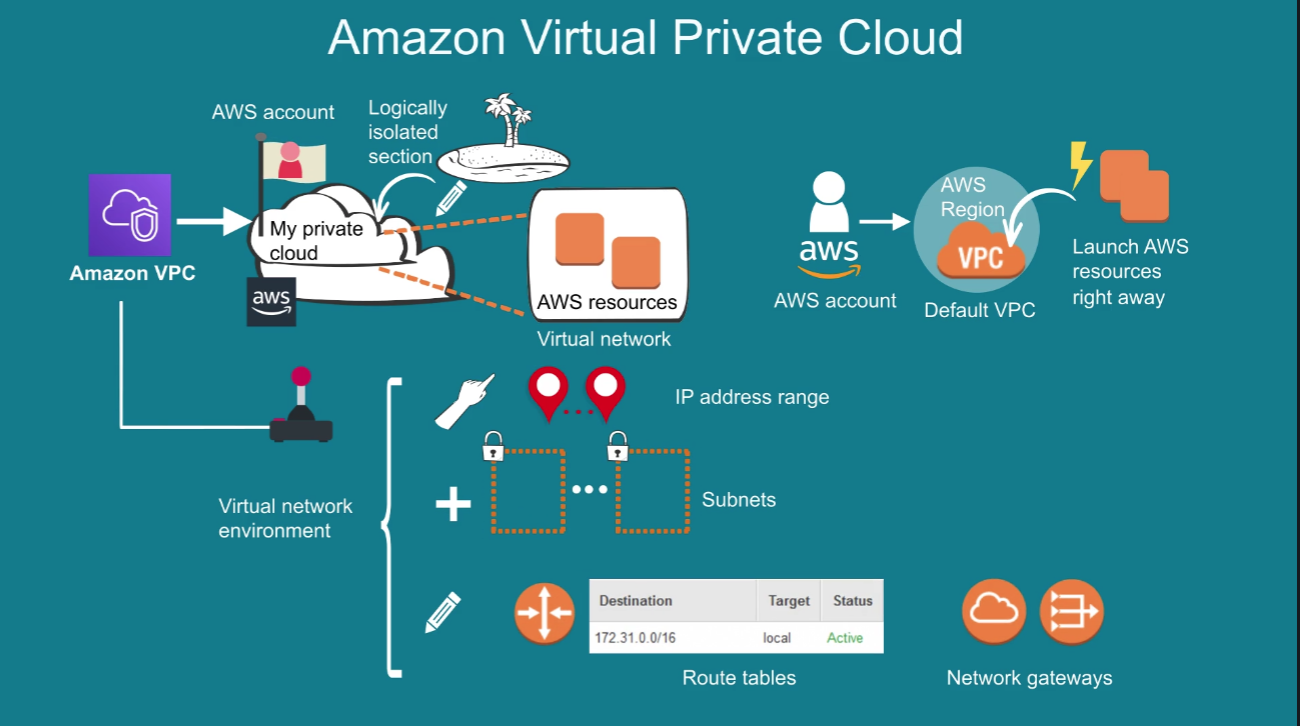 Amazon Virtual Private Cloud
AWS account
Logically
isolated
section
My private
cloud
Amazon VPC
aws
AWS resources
Virtual network
aws
AWS account
AWS
Region
VPC
Default VPC
Launch AWS
resources
right away
Virtual network
environment
IP address range
Subnets
Destination Target Status
172.31.0.0/16 local Active
Route tables
Network gateways